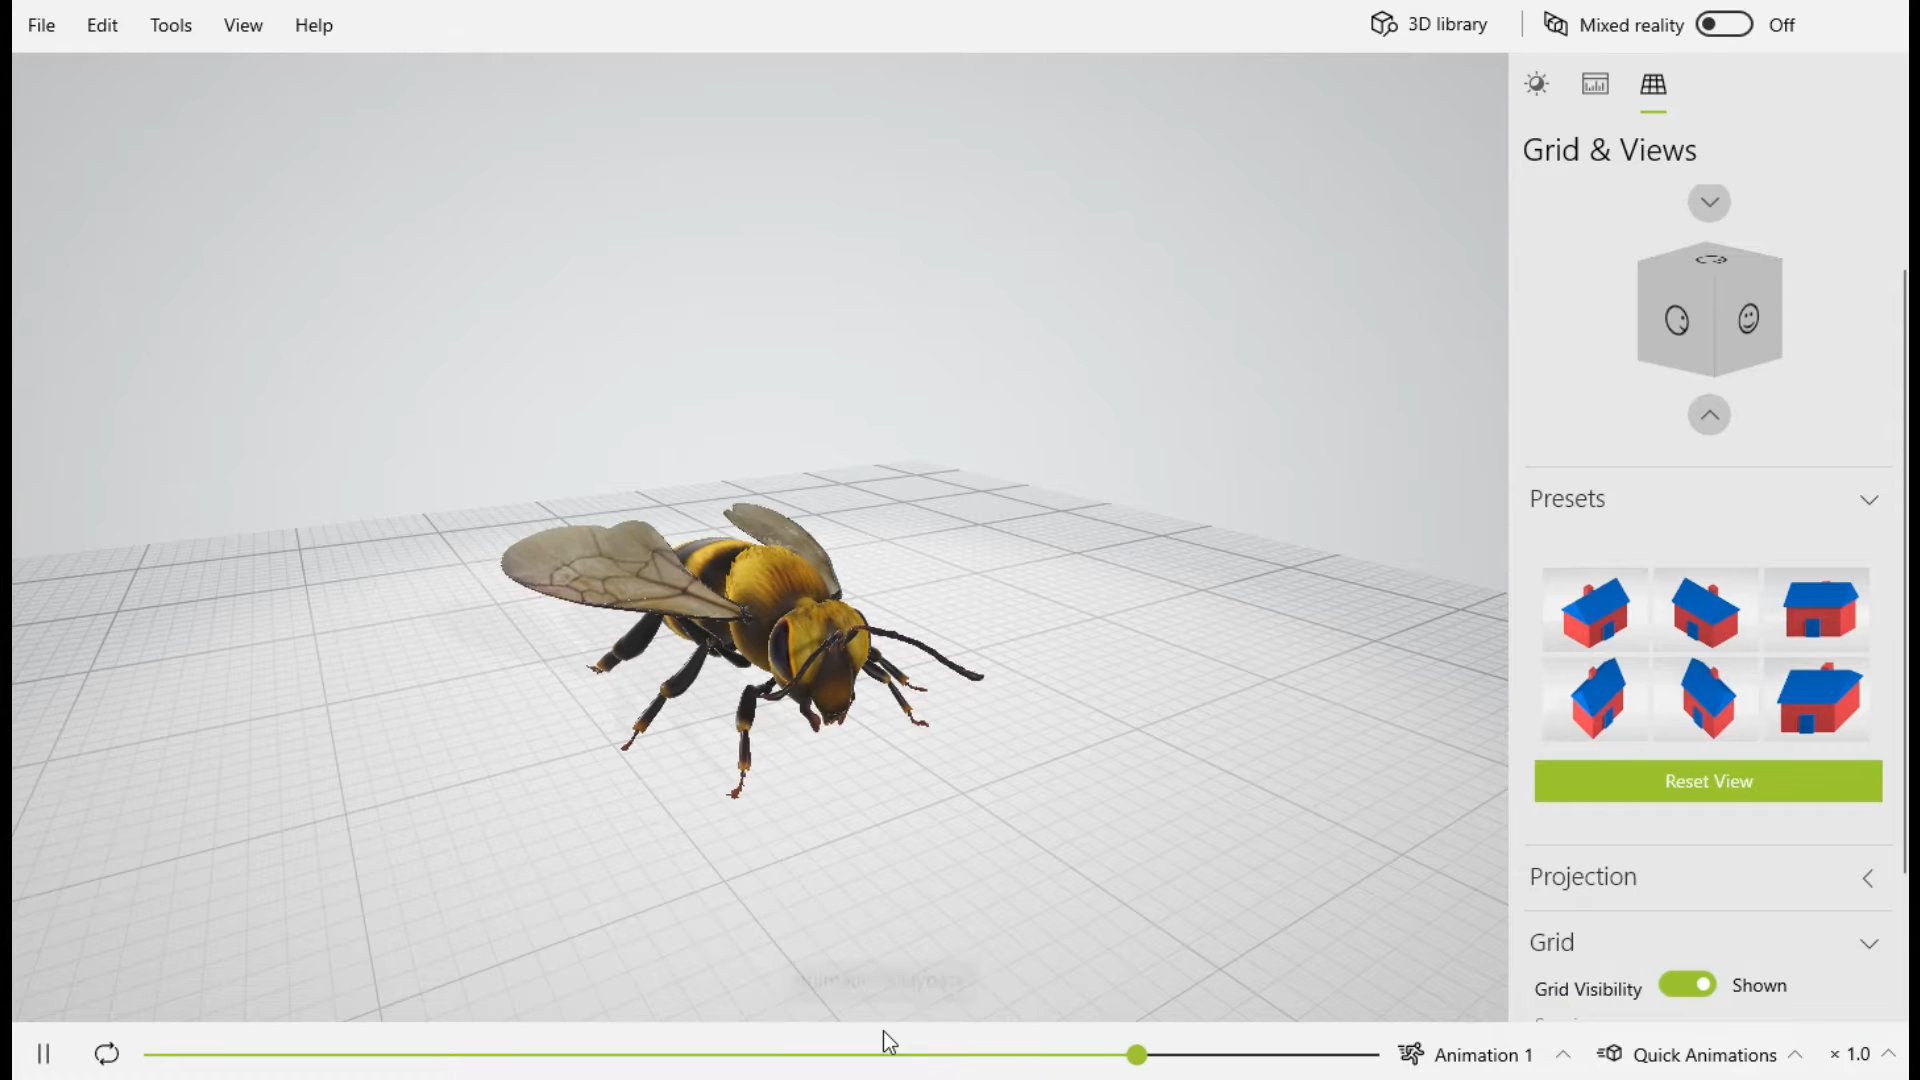 File Edit Tools View Help
3D library
Mixed reality Off
Grid & Views
Presets
Reset View
Projection
Grid
Grid Visibility Shown
Animation 1
Quick Animations
× 1.0